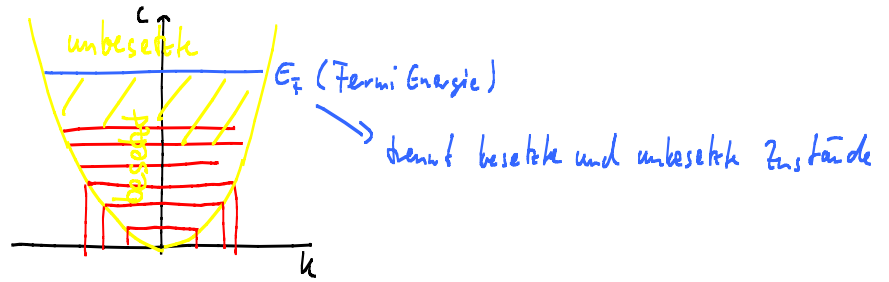 E
unbesetzt
E_F (Fermi Energie)
besetzt
trennt besetzte und unbesetzte Zustände
k